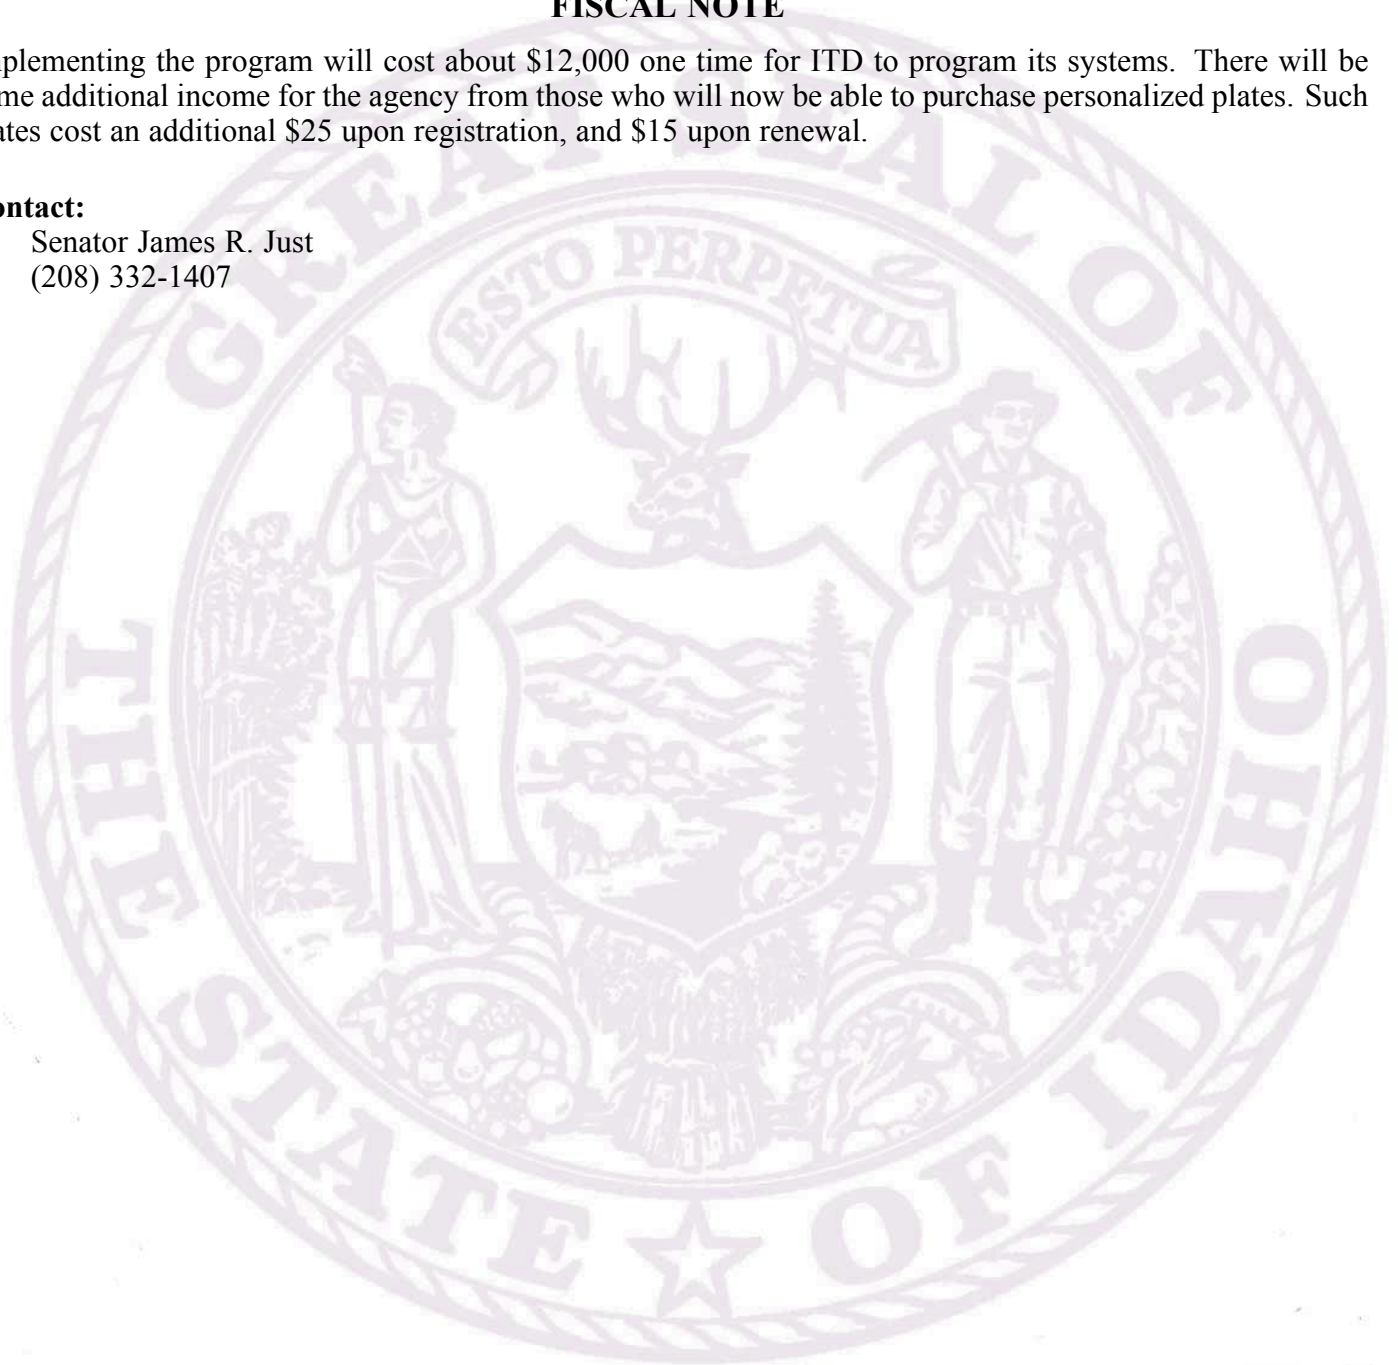 FISCAL NOTE
mplementing the program will cost about $12,000 one time for ITD to program its systems. There will be
me additional income for the agency from those who will now be able to purchase personalized plates. Such
ates cost an additional $25 upon registration, and $15 upon renewal.
ontact:
Senator James R. Just
(208) 332-1407
GREAT SEAL OF
ESTO PERPETUA
THE STATE OF IDAHO